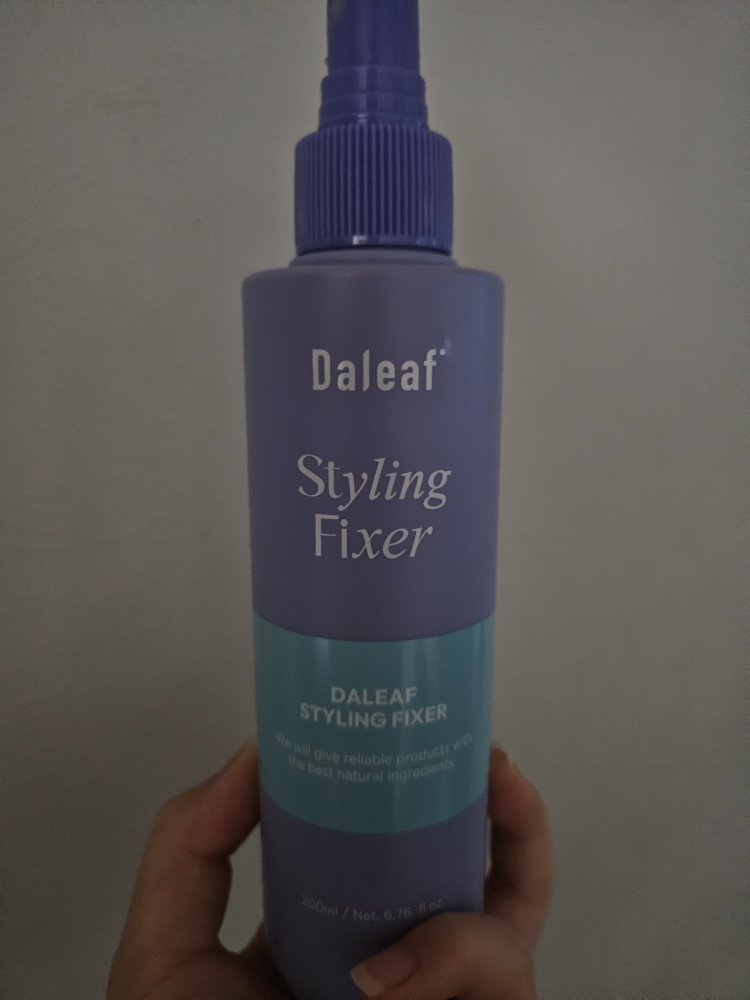 Daleaf
Styling
Fixer
DALEAF
STYLING FIXER
We will give reliable products with
the best natural ingredients.
200ml / Net. 6.76. fl.oz